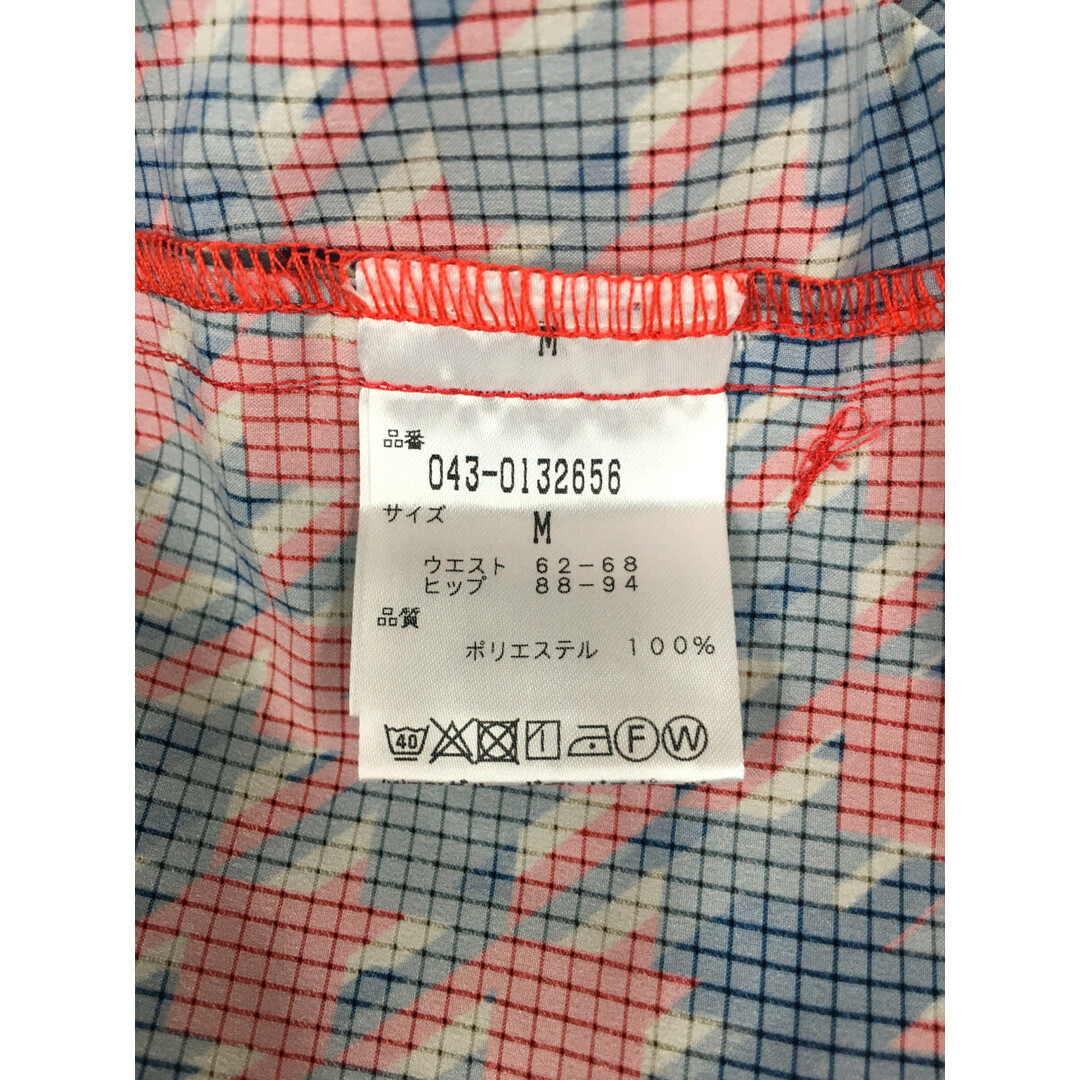 M
品番
043-0132656
サイズ
M
ウエスト 62-68
ヒップ 88-94
品質
ポリエステル 100%
40 F W